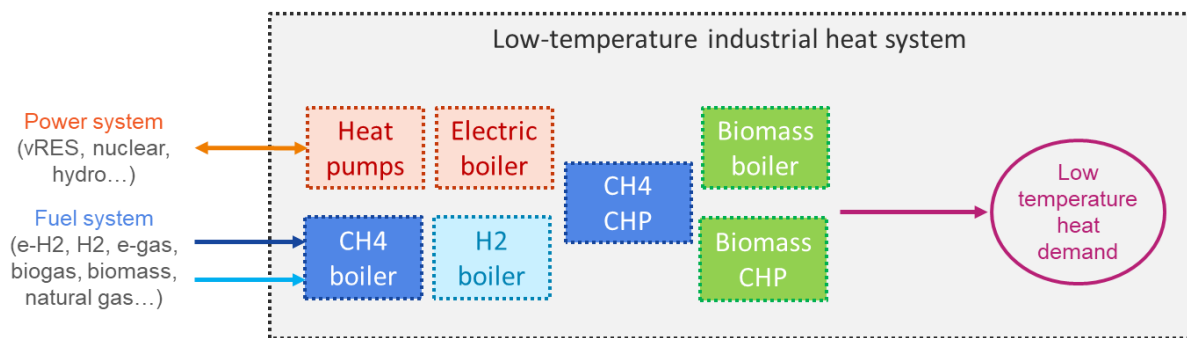 Low-temperature industrial heat system
Power system
(vRES, nuclear,
hydro…)
Fuel system
(e-H2, H2, e-gas,
biogas, biomass,
natural gas…)
Heat
pumps
Electric
boiler
CH4
boiler
H2
boiler
CH4
CHP
Biomass
boiler
Biomass
CHP
Low
temperature
heat
demand